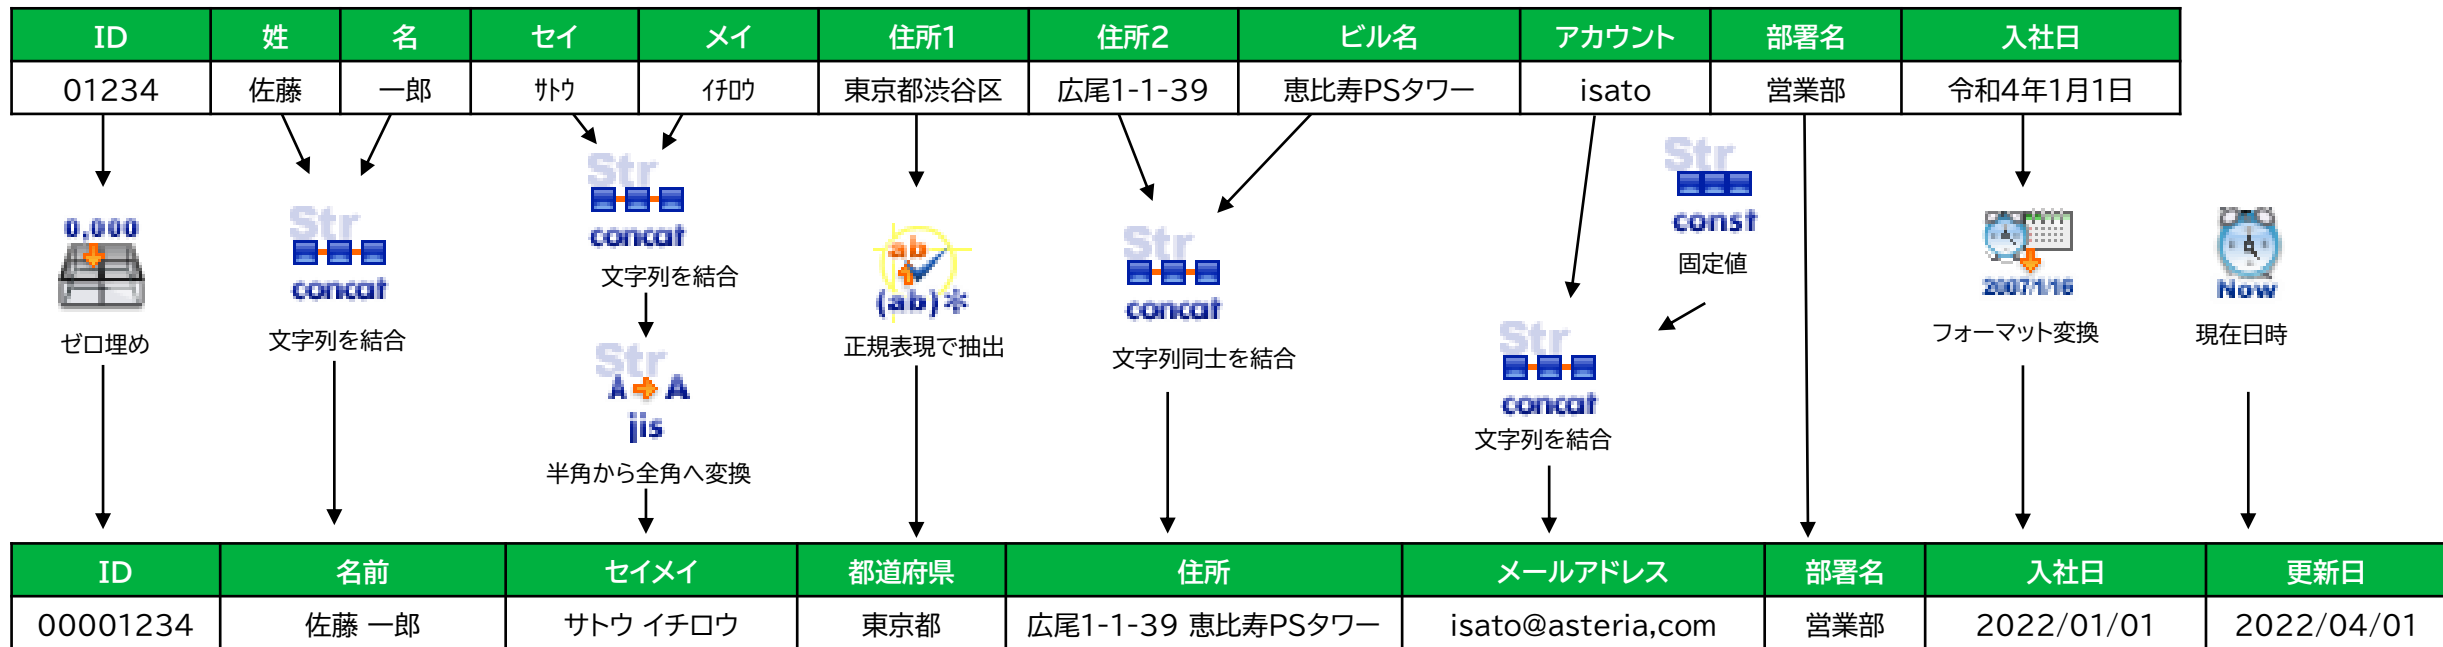 ID 姓 名 セイ メイ 住所1 住所2 ビル名 アカウント 部署名 入社日
01234 佐藤 一郎 ｻﾄｳ ｲﾁﾛｳ 東京都渋谷区 広尾1-1-39 恵比寿PSタワー isato 営業部 令和4年1月1日
0,000
ゼロ埋め
Str
concat
文字列を結合
Str
concat
文字列を結合
Str
A A
jis
半角から全角へ変換
ab
(ab)*
正規表現で抽出
Str
concat
文字列同士を結合
Str
const
固定値
Str
concat
文字列を結合
2007/1/16
フォーマット変換
Now
現在日時
ID 名前 セイメイ 都道府県 住所 メールアドレス 部署名 入社日 更新日
00001234 佐藤 一郎 サトウ イチロウ 東京都 広尾1-1-39 恵比寿PSタワー isato@asteria,com 営業部 2022/01/01 2022/04/01